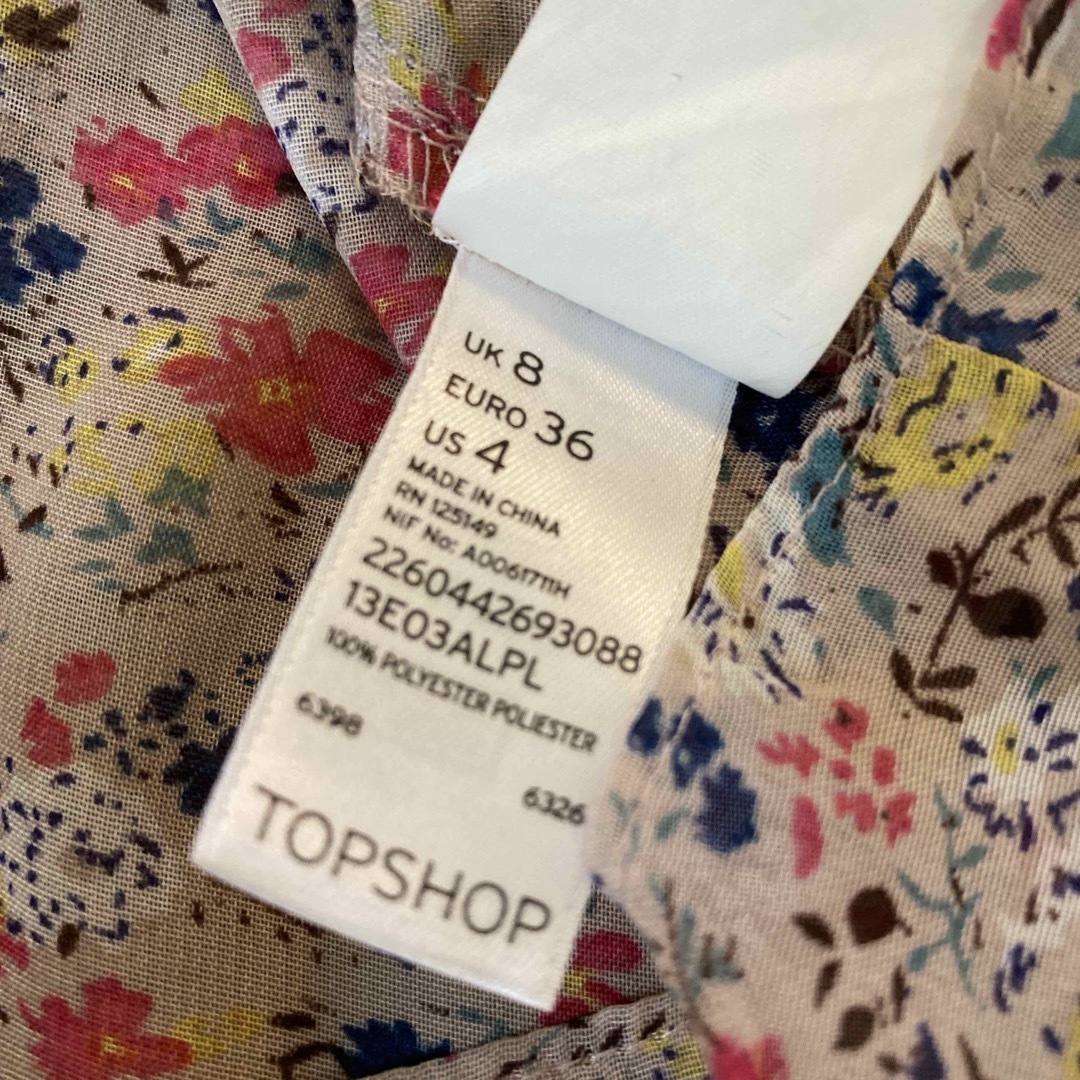 UK 8
EURO 36
US 4
MADE IN CHINA
RN 125149
NIF No: A0061711H
2260442693088
13E03ALPL
100% POLYESTER POLIESTER
6398
6326
TOPSHOP